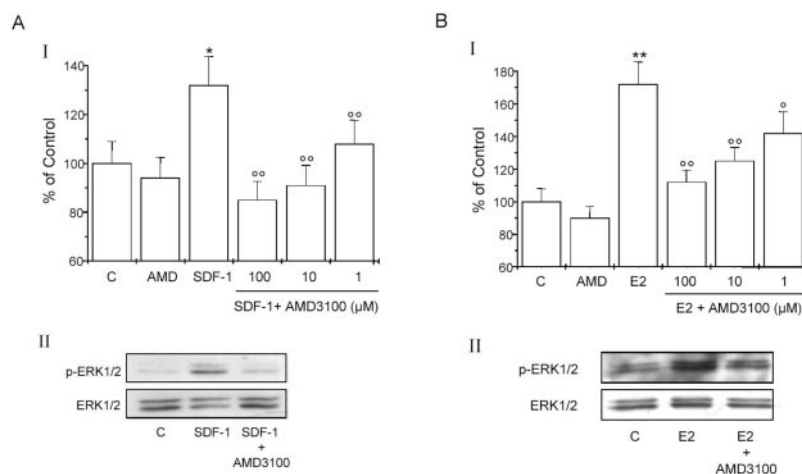 A
I
% of Control
140
120
100
80
60
*
°°
°°
°°
C AMD SDF-1 100 10 1
SDF-1+ AMD3100 (μM)
II
p-ERK1/2
ERK1/2
C SDF-1 SDF-1
+
AMD3100
B
I
% of Control
180
160
140
120
100
80
60
**
°°
°°
°
C AMD E2 100 10 1
E2 + AMD3100 (μM)
II
p-ERK1/2
ERK1/2
C E2 E2
+
AMD3100